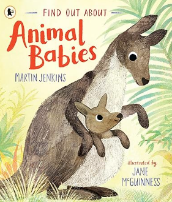 FIND OUT ABOUT
Animal
Babies
MARTIN JENKINS
illustrated by
JANE
McGUINNESS